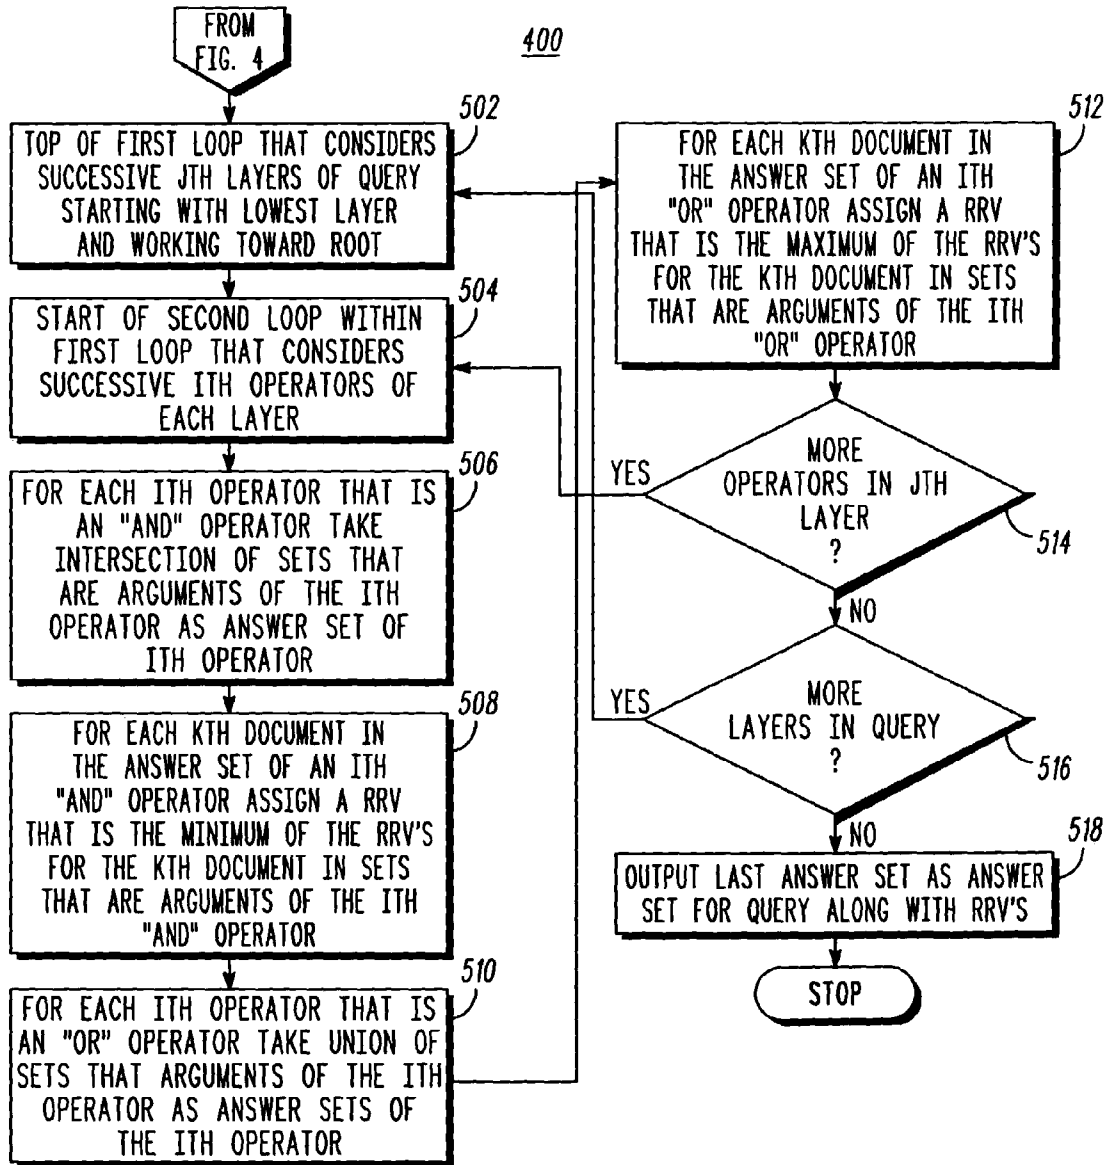 FROM
FIG. 4
400
502
TOP OF FIRST LOOP THAT CONSIDERS
SUCCESSIVE JTH LAYERS OF QUERY
STARTING WITH LOWEST LAYER
AND WORKING TOWARD ROOT
504
START OF SECOND LOOP WITHIN
FIRST LOOP THAT CONSIDERS
SUCCESSIVE ITH OPERATORS OF
EACH LAYER
506
FOR EACH ITH OPERATOR THAT IS
AN "AND" OPERATOR TAKE
INTERSECTION OF SETS THAT
ARE ARGUMENTS OF THE ITH
OPERATOR AS ANSWER SET OF
ITH OPERATOR
508
FOR EACH KTH DOCUMENT IN
THE ANSWER SET OF AN ITH
"AND" OPERATOR ASSIGN A RRV
THAT IS THE MINIMUM OF THE RRV'S
FOR THE KTH DOCUMENT IN SETS
THAT ARE ARGUMENTS OF THE ITH
"AND" OPERATOR
510
FOR EACH ITH OPERATOR THAT IS
AN "OR" OPERATOR TAKE UNION OF
SETS THAT ARGUMENTS OF THE ITH
OPERATOR AS ANSWER SETS OF
THE ITH OPERATOR
512
FOR EACH KTH DOCUMENT IN
THE ANSWER SET OF AN ITH
"OR" OPERATOR ASSIGN A RRV
THAT IS THE MAXIMUM OF THE RRV'S
FOR THE KTH DOCUMENT IN SETS
THAT ARE ARGUMENTS OF THE ITH
"OR" OPERATOR
YES
MORE
OPERATORS IN JTH
LAYER
?
514
NO
YES
MORE
LAYERS IN QUERY
?
516
NO
518
OUTPUT LAST ANSWER SET AS ANSWER
SET FOR QUERY ALONG WITH RRV'S
STOP